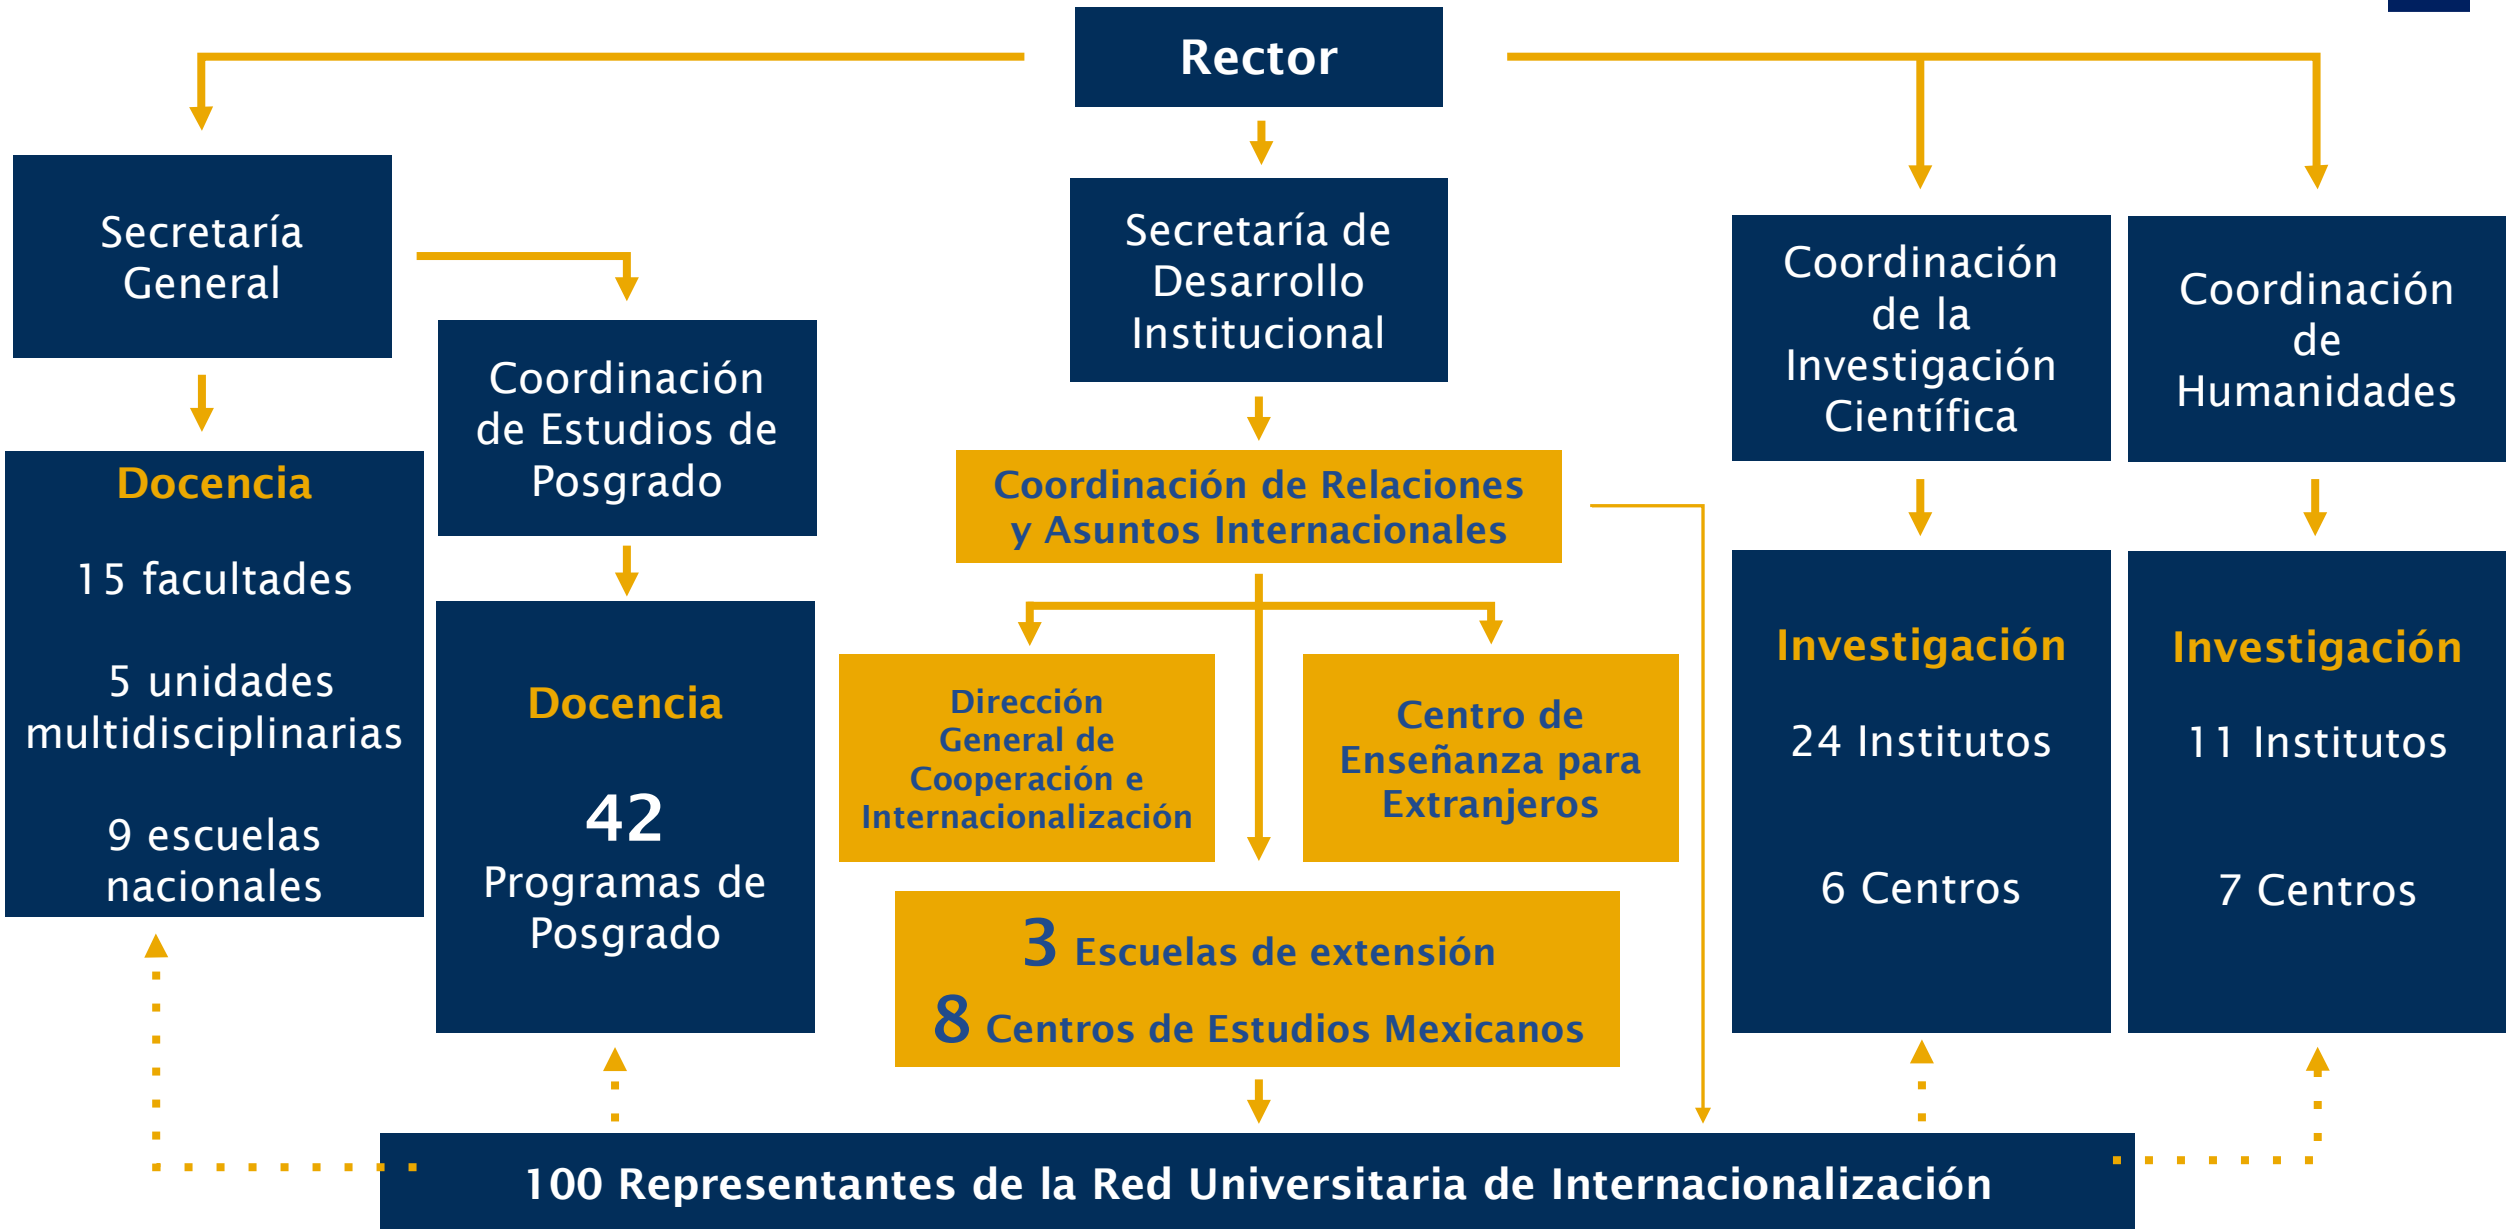 Rector
Secretaría
General
Secretaría de
Desarrollo
Institucional
Coordinación
de la
Investigación
Científica
Coordinación
de
Humanidades
Coordinación
de Estudios de
Posgrado
Docencia
15 facultades
5 unidades
multidisciplinarias
9 escuelas
nacionales
Docencia
42
Programas de
Posgrado
Coordinación de Relaciones
y Asuntos Internacionales
Dirección
General de
Cooperación e
Internacionalización
Centro de
Enseñanza para
Extranjeros
3 Escuelas de extensión
8 Centros de Estudios Mexicanos
Investigación
24 Institutos
6 Centros
Investigación
11 Institutos
7 Centros
100 Representantes de la Red Universitaria de Internacionalización